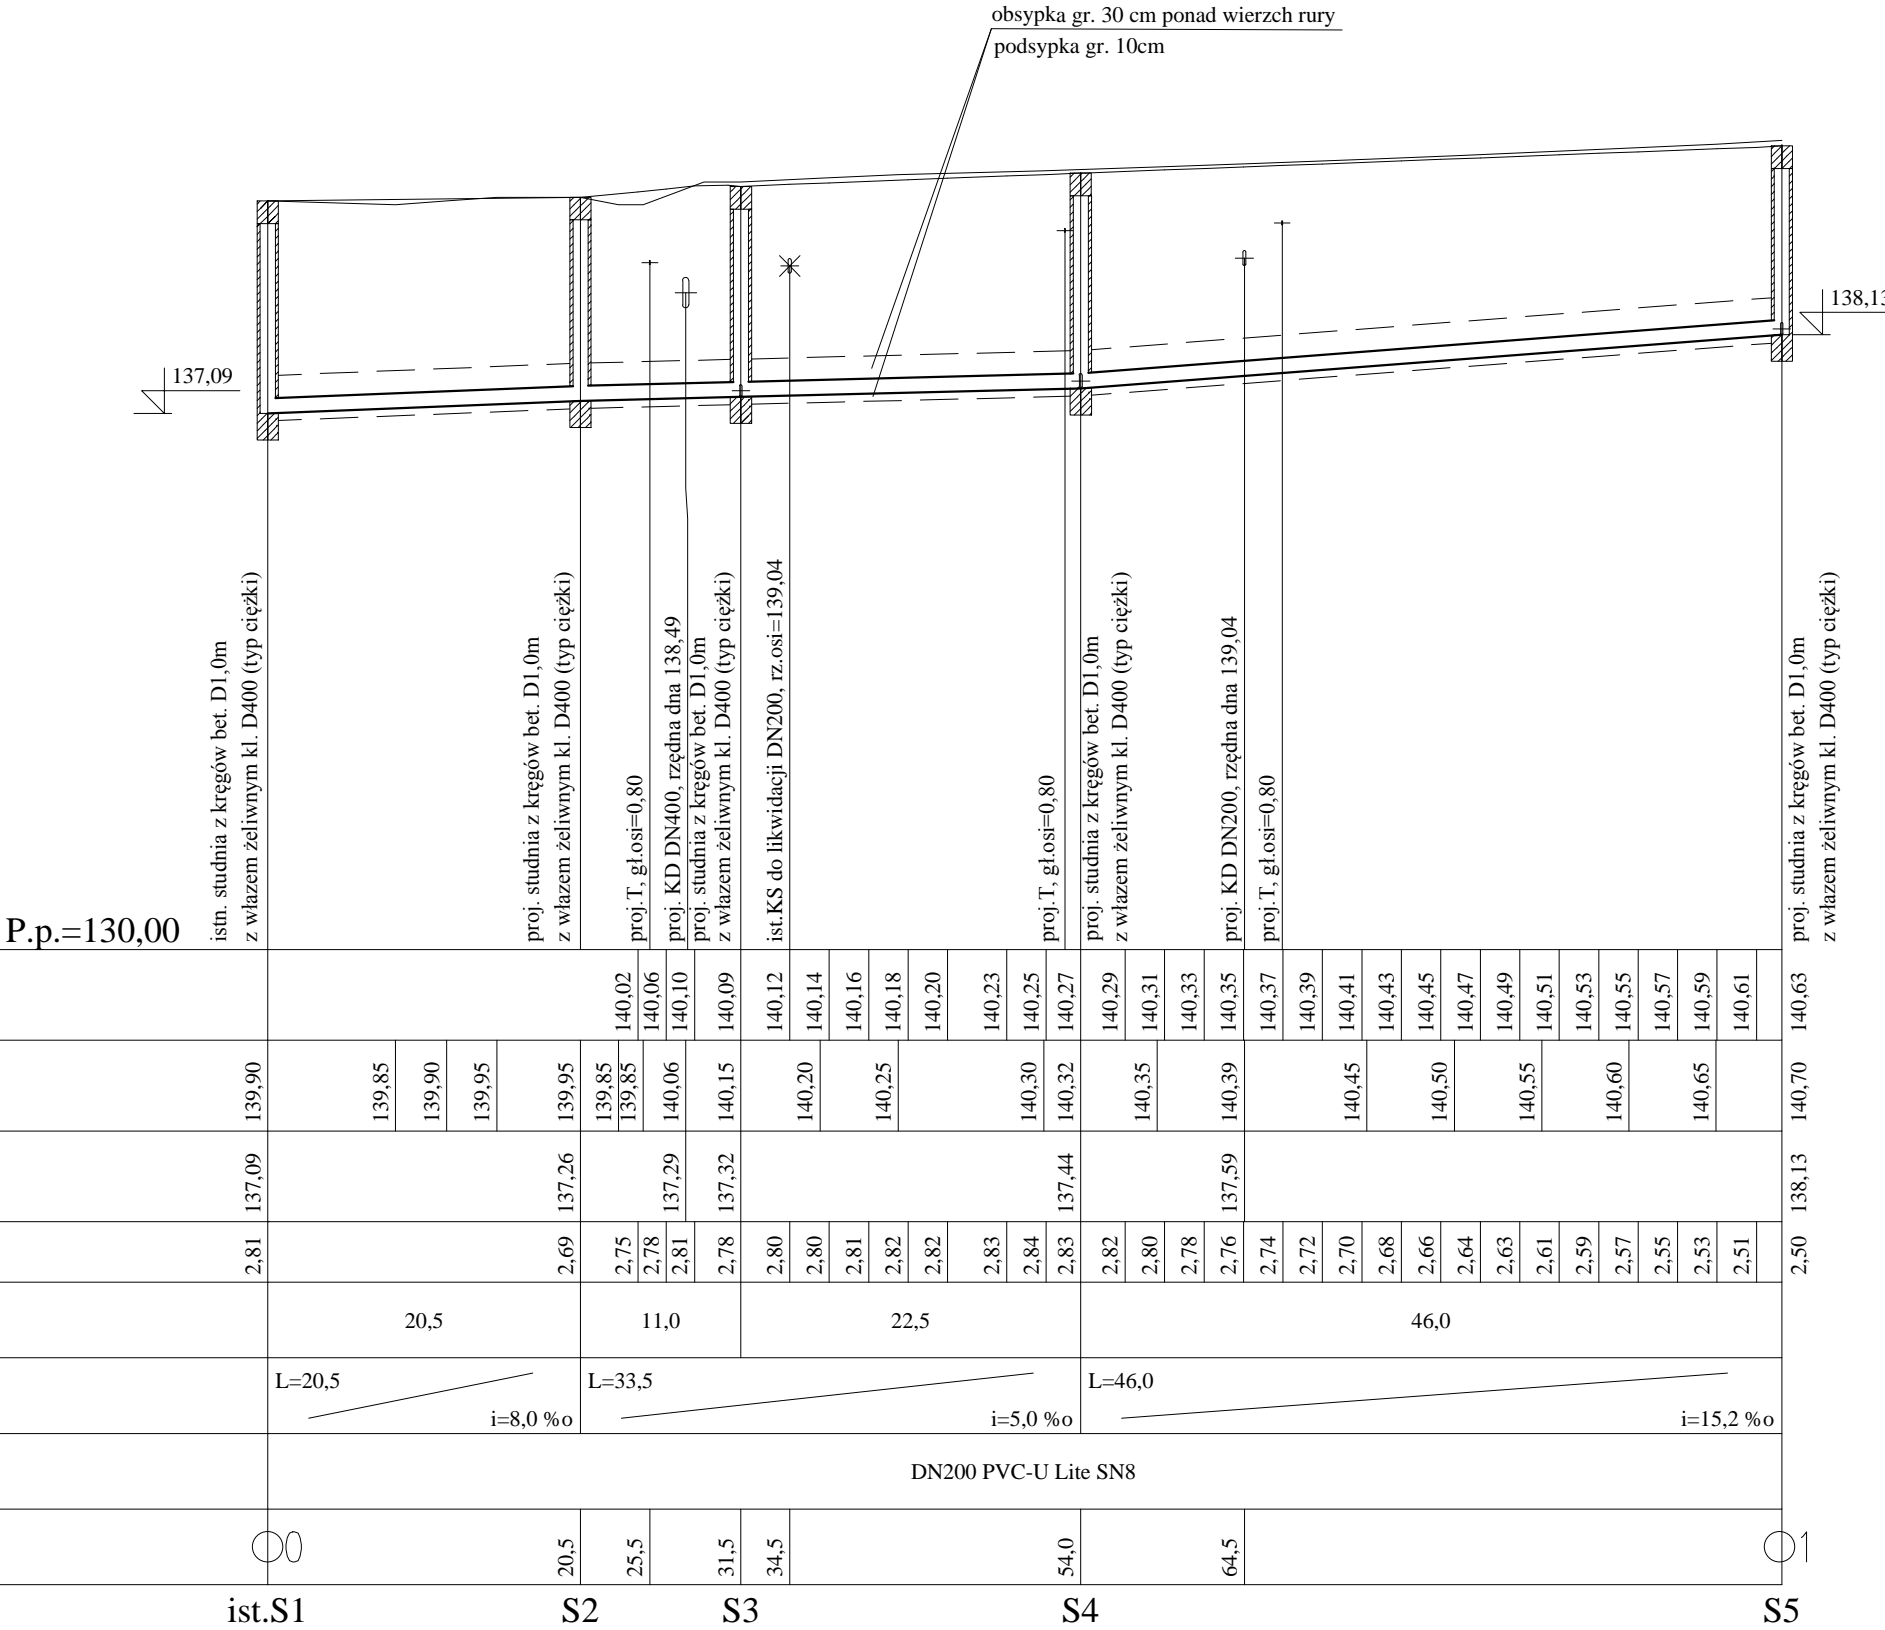 obsypka gr. 30 cm ponad wierzch rury
podsypka gr. 10cm
137,09
138,13
istn. studnia z kręgów bet. D1,0m
z włazem żeliwnym kl. D400 (typ ciężki)
proj. studnia z kręgów bet. D1,0m
z włazem żeliwnym kl. D400 (typ ciężki)
proj.T, gł.osi=0,80
proj. KD DN400, rzędna dna 138,49
proj. studnia z kręgów bet. D1,0m
z włazem żeliwnym kl. D400 (typ ciężki)
ist.KS do likwidacji DN200, rz.osi=139,04
proj.T, gł.osi=0,80
proj. studnia z kręgów bet. D1,0m
z włazem żeliwnym kl. D400 (typ ciężki)
proj. KD DN200, rzędna dna 139,04
proj.T, gł.osi=0,80
proj. studnia z kręgów bet. D1,0m
z włazem żeliwnym kl. D400 (typ ciężki)
P.p.=130,00
140,02 140,06 140,10 140,09 140,12 140,14 140,16 140,18 140,20 140,23 140,25 140,27 140,29 140,31 140,33 140,35 140,37 140,39 140,41 140,43 140,45 140,47 140,49 140,51 140,53 140,55 140,57 140,59 140,61 140,63
139,90 139,85 139,90 139,95 139,95 139,85 139,85 140,06 140,15 140,20 140,25 140,30 140,32 140,35 140,39 140,45 140,50 140,55 140,60 140,65 140,70
137,09 137,26 137,29 137,32 137,44 137,59 138,13
2,81 2,69 2,75 2,78 2,81 2,78 2,80 2,80 2,81 2,82 2,82 2,83 2,84 2,83 2,82 2,80 2,78 2,76 2,74 2,72 2,70 2,68 2,66 2,64 2,63 2,61 2,59 2,57 2,55 2,53 2,51 2,50
20,5 11,0 22,5 46,0
L=20,5 L=33,5 L=46,0
i=8,0 %o i=5,0 %o i=15,2 %o
DN200 PVC-U Lite SN8
0 20,5 25,5 31,5 34,5 54,0 64,5 1
ist.S1 S2 S3 S4 S5